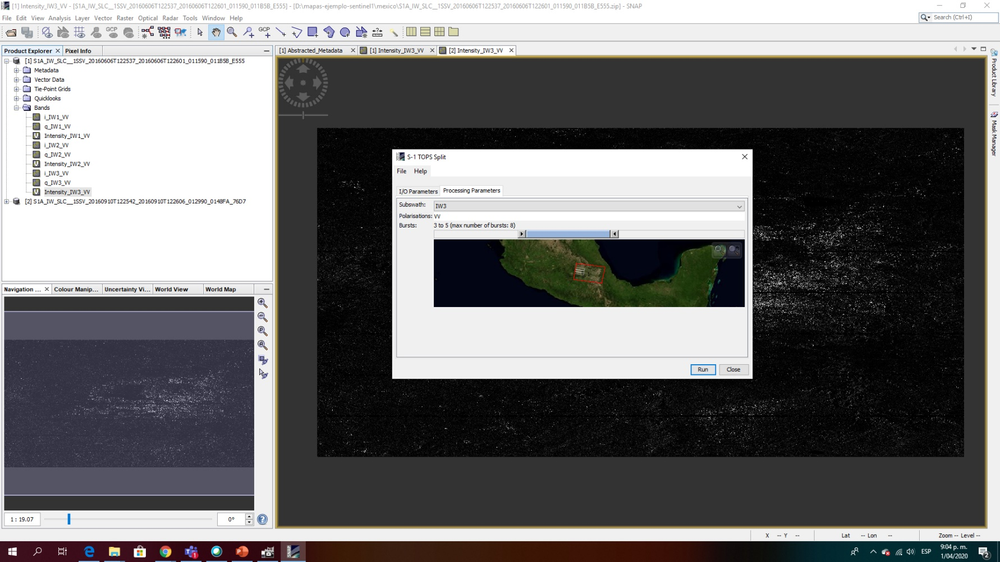 [1] Intensity_IW3_VV - [S1A_IW_SLC__1SSV_20160606T122537_20160606T122601_011590_011B5B_E555] - [D:\mapas-ejemplo-sentinel1\mexico\S1A_IW_SLC__1SSV_20160606T122537_20160606T122601_011590_011B5B_E555.zip] - SNAP
File Edit View Analysis Layer Vector Raster Optical Radar Tools Window Help
Search (Ctrl+I)
GCP
GCP
Product Explorer Pixel Info
[1] Abstracted_Metadata [1] Intensity_IW3_VV [2] Intensity_IW3_VV
[1] S1A_IW_SLC__1SSV_20160606T122537_20160606T122601_011590_011B5B_E555
Metadata
Vector Data
Tie-Point Grids
Quicklooks
Bands
i_IW1_VV
q_IW1_VV
Intensity_IW1_VV
i_IW2_VV
q_IW2_VV
Intensity_IW2_VV
i_IW3_VV
q_IW3_VV
Intensity_IW3_VV
[2] S1A_IW_SLC__1SSV_20160910T122542_20160910T122606_012990_0148FA_76D7
Product Library
Mask Manager
S-1 TOPS Split
File Help
I/O Parameters Processing Parameters
Subswath: IW3
Polarisations: VV
Bursts: 3 to 5 (max number of bursts: 8)
1
Run Close
Navigation ... Colour Manip... Uncertainty Vi... World View World Map
1 : 19.07 0°
X -- Y -- Lat -- Lon -- Zoom -- Level --
ESP 9:04 p. m.
1/04/2020
1
2